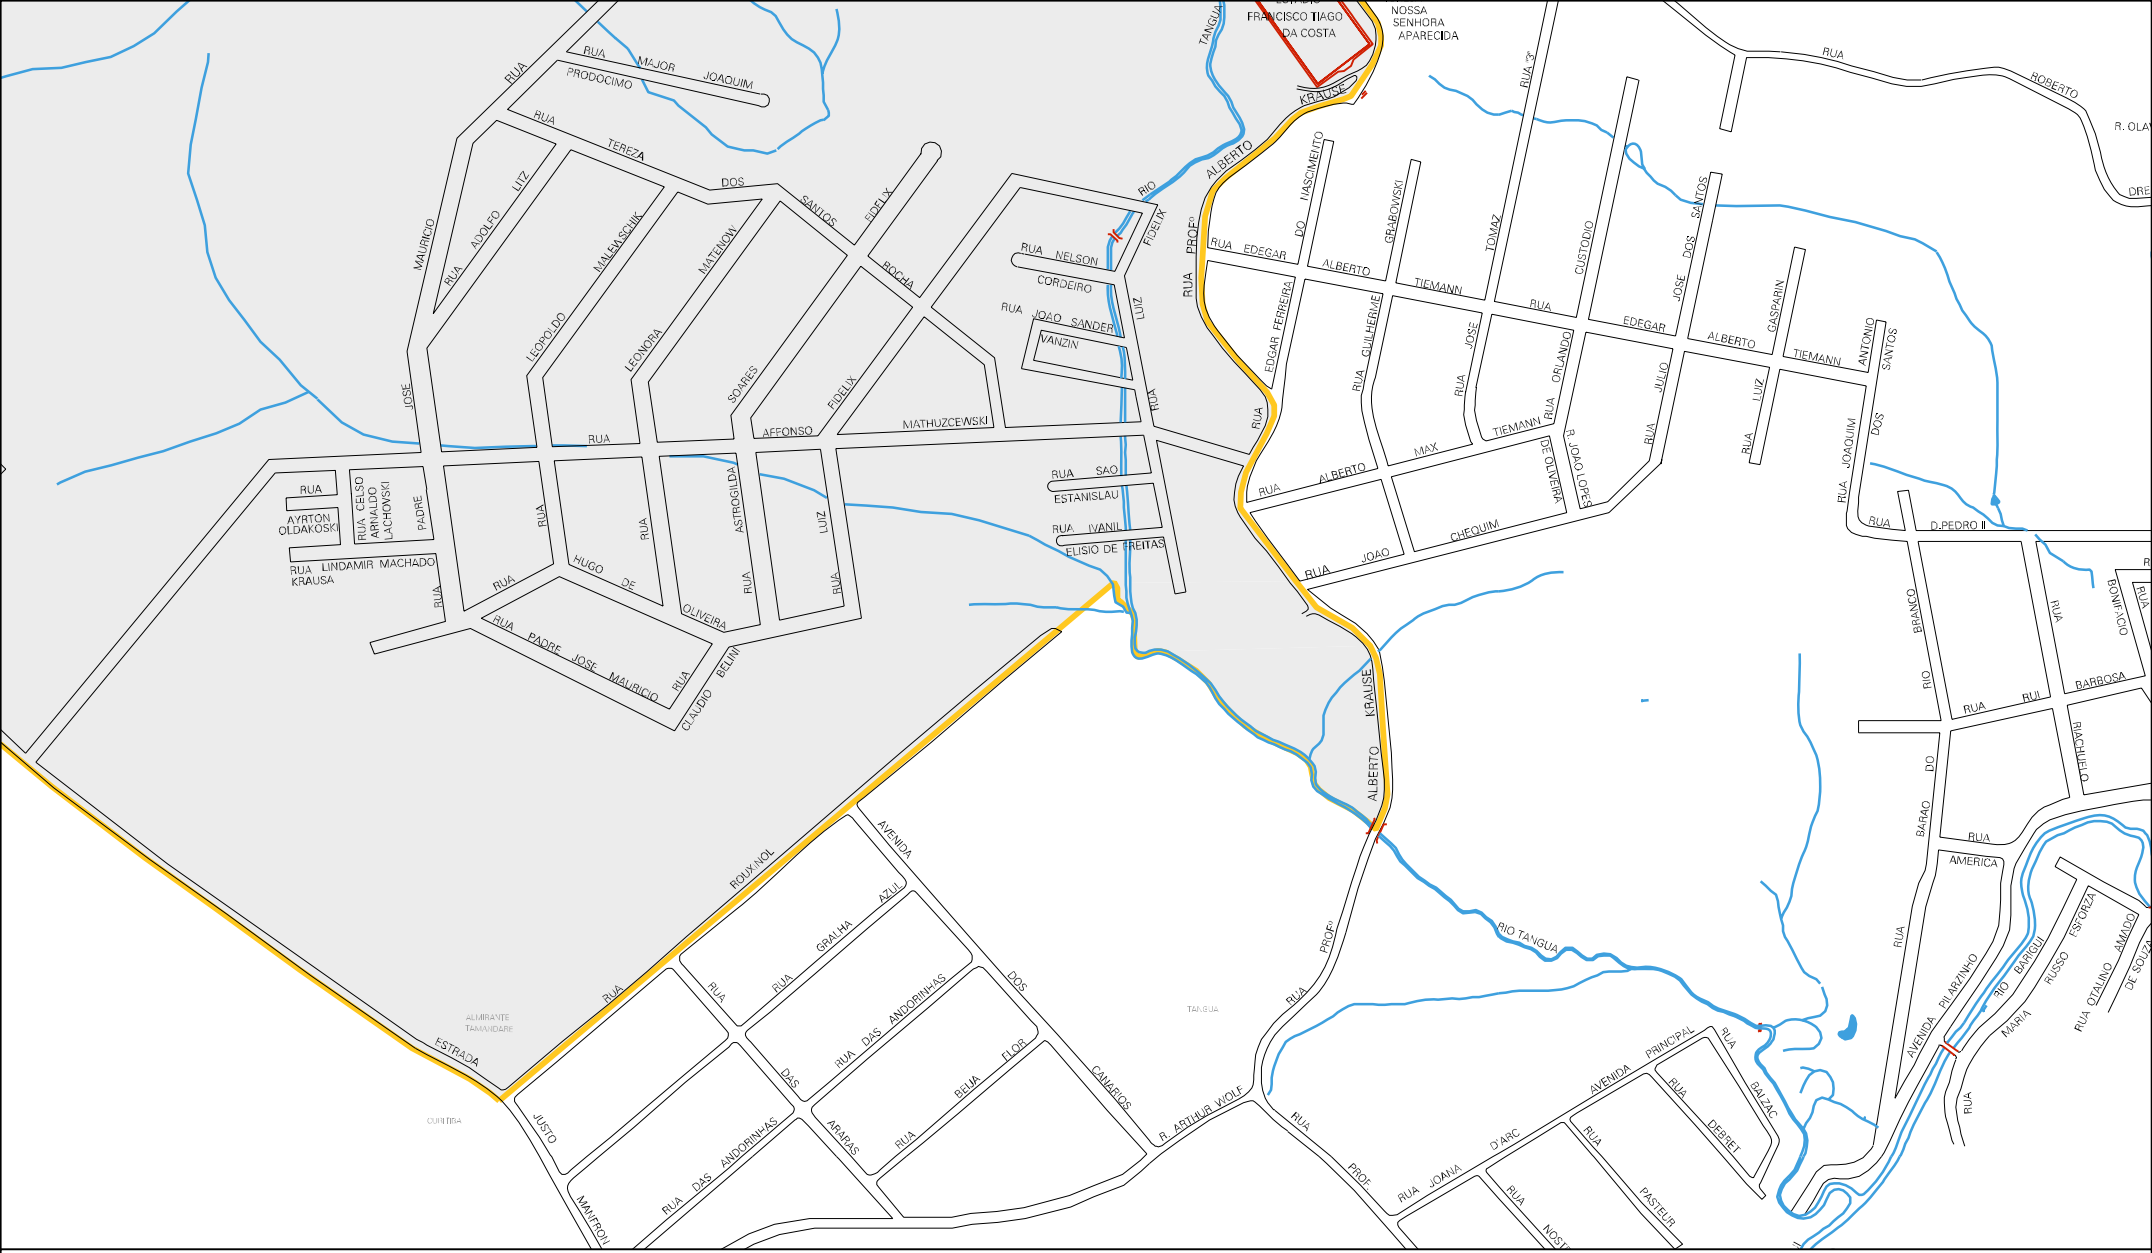 ESTADIO
FRANCISCO TIAGO
DA COSTA
NOSSA
SENHORA
APARECIDA
TANGUA
KRAUSE
ALBERTO
RIO
RUA PROFº
RUA
RUA MAJOR JOAQUIM
PRODOCIMO
RUA TEREZA DOS SANTOS
ROCHA
FIDELIX
FIDELIX
JOSE MAURICIO
RUA ADOLFO LITZ
LEOPOLDO MALEWSCHIK
LEONORA MATENOW
SOARES
RUA NELSON
CORDEIRO
RUA JOAO SANDER
VANZIN
RUA LUIZ FIDELIX
RUA AFFONSO MATHUZCEWSKI
RUA
AYRTON
OLDAKOSKI
RUA CELSO
ARNALDO
LACHOVSKI
RUA LINDAMIR MACHADO
KRAUSA
RUA PADRE
RUA
RUA
RUA ASTROGILDA
RUA LUIZ
RUA HUGO DE OLIVEIRA
RUA PADRE JOSE MAURICIO
RUA
CLAUDIO BELINI
RUA SAO
ESTANISLAU
RUA IVANIL
ELISIO DE FREITAS
RUA EDEGAR ALBERTO TIEMANN
RUA EDEGAR ALBERTO TIEMANN
EDGAR FERREIRA DO NASCIMENTO
RUA GUILHERME GRABOWSKI
RUA JOSE TOMAZ
RUA "3"
RUA ORLANDO CUSTODIO
RUA JULIO JOSE DOS SANTOS
RUA LUIZ GASPARIN
RUA JOAQUIM ANTONIO
DOS SANTOS
RUA
RUA ALBERTO MAX TIEMANN
R. JOAO LOPES
DE OLIVEIRA
RUA JOAO CHEQUIM
RUA ROBERTO
DRE
RUA D.PEDRO II
RUA DO BARAO
RIO BRANCO
RUA
RIACHUELO
BONIFACIO
RUA
RUA RUI BARBOSA
RUA
AMERICA
AVENIDA PILARZINHO
RIO BARIGUI
RUA MARIA RUSSO ESFORZA
RUA OTALINO AMADO
DE SOUZA
KRAUSE
ALBERTO
RUA PROFº
RIO TANGUA
TANGUA
ALMIRANTE
TAMANDARE
CURITIBA
RUA ROUXINOL
ESTRADA
JUSTO
MANFRON
AVENIDA DOS CANARIOS
RUA GRALHA AZUL
RUA DAS ANDORINHAS
RUA DAS ARARAS
RUA DAS ANDORINHAS
RUA BEIJA FLOR
R. ARTHUR WOLF
RUA PROF.
RUA JOANA D'ARC
AVENIDA PRINCIPAL
RUA BALZAC
RUA DEBRET
RUA PASTEUR
RUA